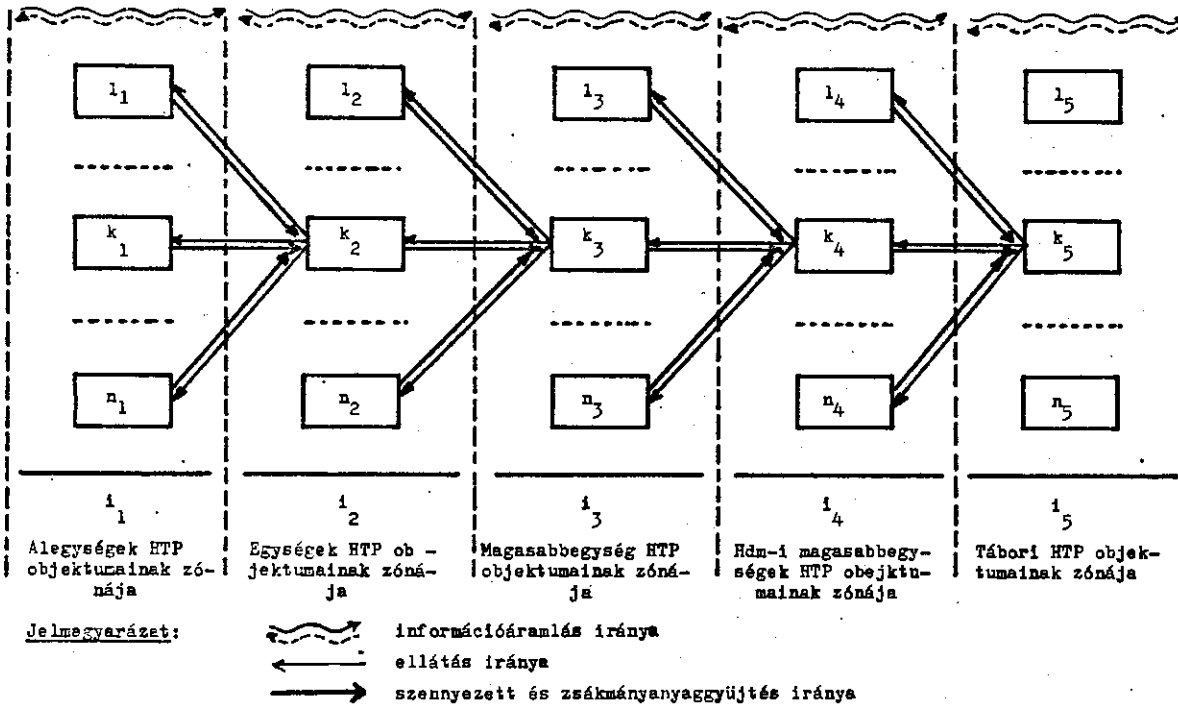 l1 l2 l3 l4 l5
k1 k2 k3 k4 k5
n1 n2 n3 n4 n5
i1 i2 i3 i4 i5
Alegységek HTP
objektumainak zó-
nája
Egységek HTP ob -
jektumainak zóná-
ja
Magasabbegység HTP
objektumainak zóná-
ja
Hdm-i magasabbegy-
ségek HTP obejktu-
mainak zónája
Tábori HTP objek-
tumainak zónája
Jelmagyarázet:
információáramlás iránya
ellátás iránya
szennyezett és zsákmányanyaggyüjtés iránya